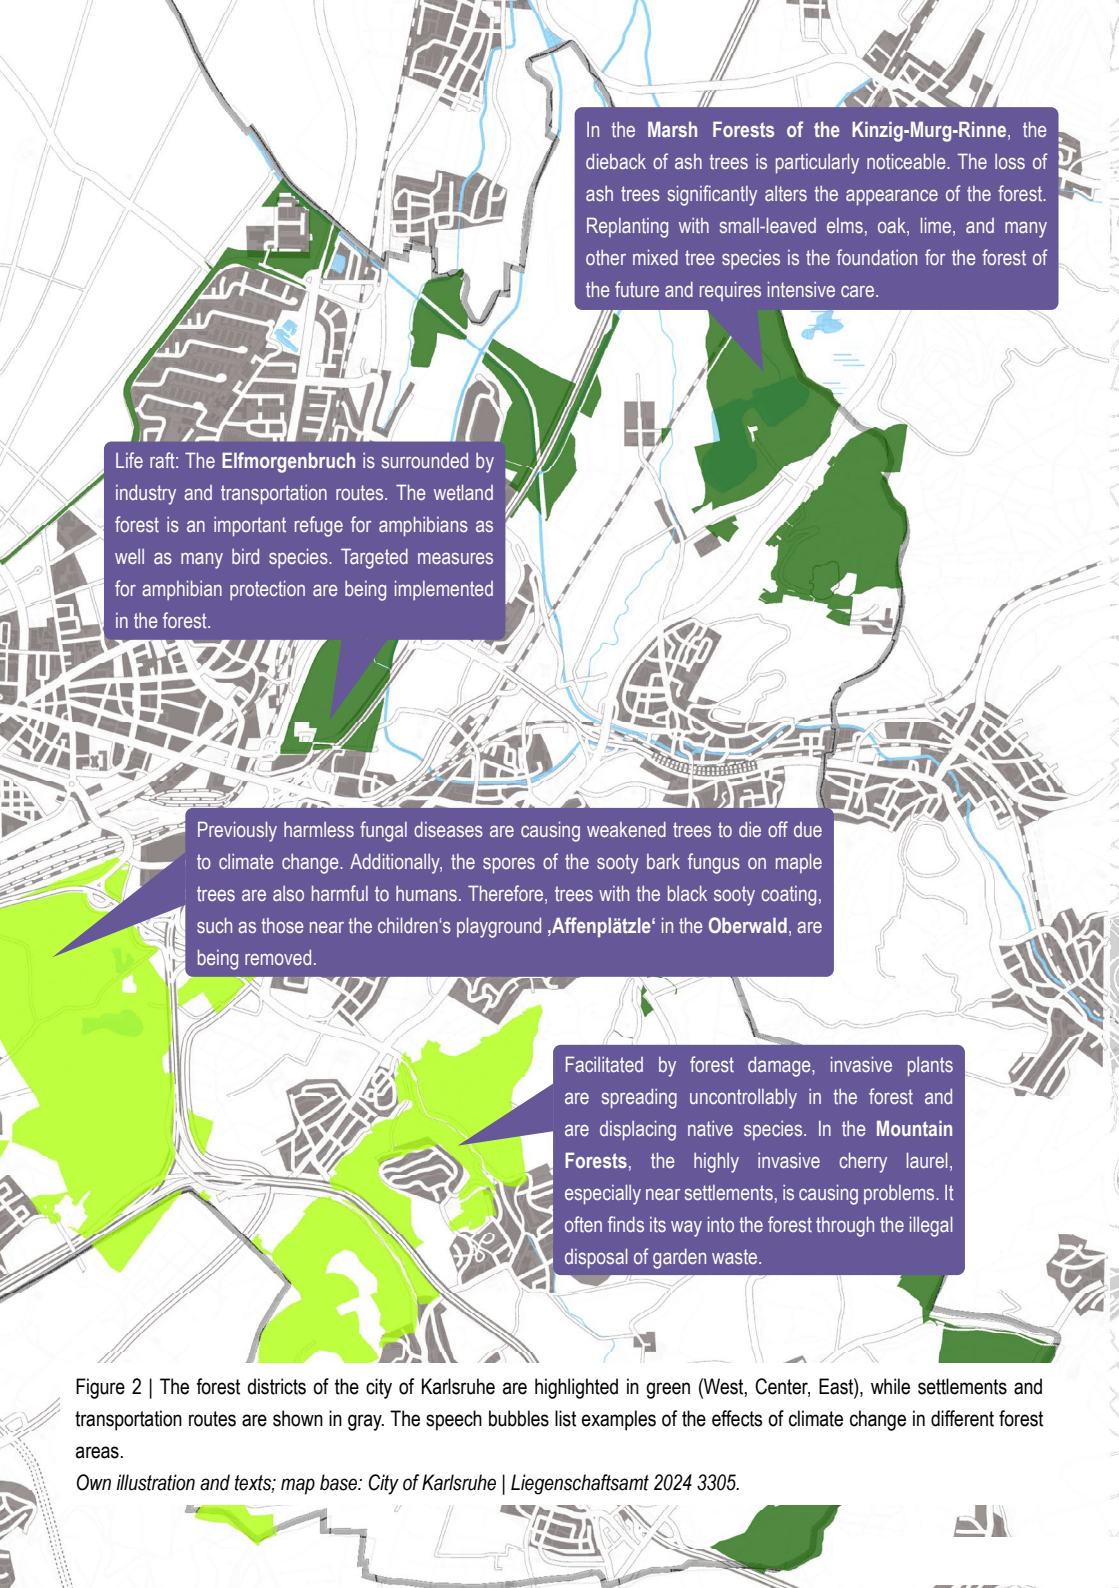 In the Marsh Forests of the Kinzig-Murg-Rinne, the
dieback of ash trees is particularly noticeable. The loss of
ash trees significantly alters the appearance of the forest.
Replanting with small-leaved elms, oak, lime, and many
other mixed tree species is the foundation for the forest of
the future and requires intensive care.
Life raft: The Elfmorgenbruch is surrounded by
industry and transportation routes. The wetland
forest is an important refuge for amphibians as
well as many bird species. Targeted measures
for amphibian protection are being implemented
in the forest.
Previously harmless fungal diseases are causing weakened trees to die off due
to climate change. Additionally, the spores of the sooty bark fungus on maple
trees are also harmful to humans. Therefore, trees with the black sooty coating,
such as those near the children‘s playground ‚Affenplätzle‘ in the Oberwald, are
being removed.
Facilitated by forest damage, invasive plants
are spreading uncontrollably in the forest and
are displacing native species. In the Mountain
Forests, the highly invasive cherry laurel,
especially near settlements, is causing problems. It
often finds its way into the forest through the illegal
disposal of garden waste.
Figure 2 | The forest districts of the city of Karlsruhe are highlighted in green (West, Center, East), while settlements and
transportation routes are shown in gray. The speech bubbles list examples of the effects of climate change in different forest
areas.
Own illustration and texts; map base: City of Karlsruhe | Liegenschaftsamt 2024 3305.